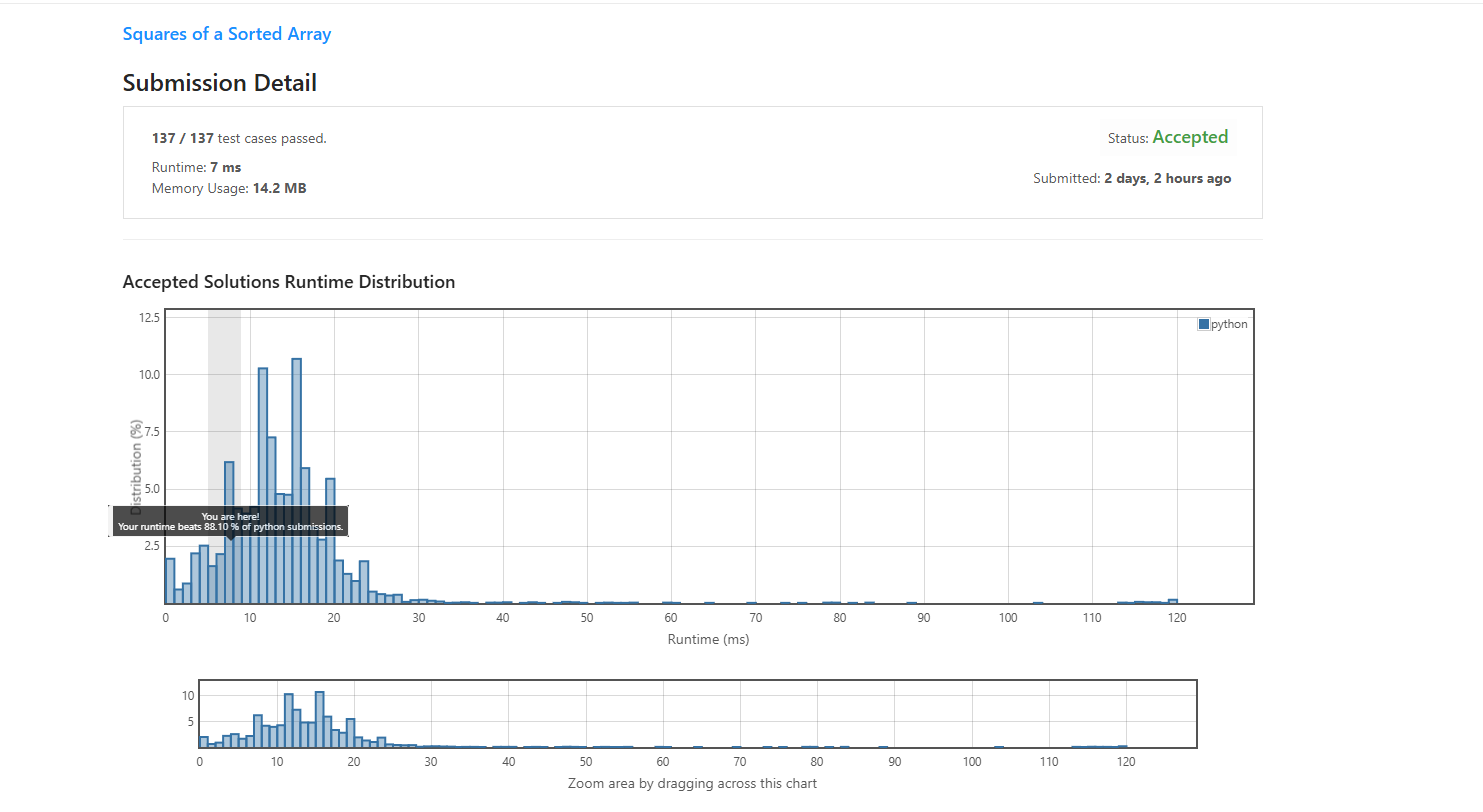 Squares of a Sorted Array
Submission Detail
137 / 137 test cases passed.
Status: Accepted
Runtime: 7 ms
Memory Usage: 14.2 MB
Submitted: 2 days, 2 hours ago
Accepted Solutions Runtime Distribution
12.5
10.0
7.5
5.0
2.5
Distribution (%)
python
You are here!
Your runtime beats 88.10 % of python submissions.
0 10 20 30 40 50 60 70 80 90 100 110 120
Runtime (ms)
10
5
0 10 20 30 40 50 60 70 80 90 100 110 120
Zoom area by dragging across this chart